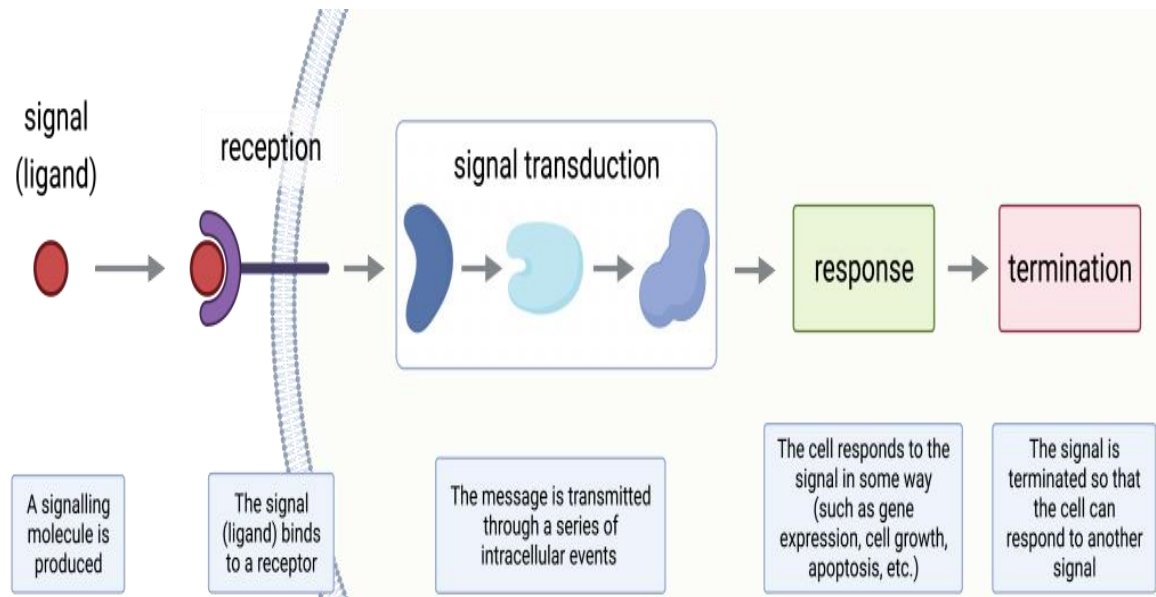 signal
(ligand)
reception
signal transduction
response
termination
A signalling
molecule is
produced
The signal
(ligand) binds
to a receptor
The message is transmitted
through a series of
intracellular events
The cell responds to the
signal in some way
(such as gene
expression, cell growth,
apoptosis, etc.)
The signal is
terminated so that
the cell can
respond to another
signal